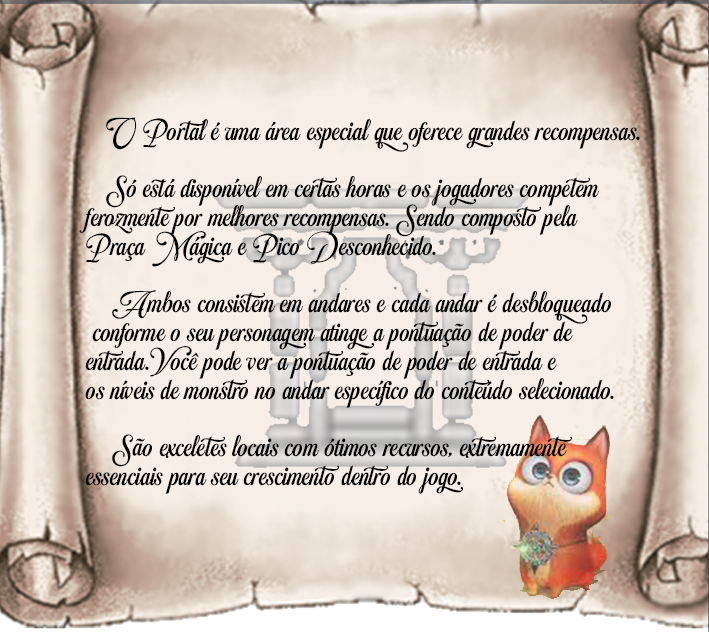 O Portal é uma área especial que oferece grandes recompensas.
Só está disponível em certas horas e os jogadores competem
ferozmente por melhores recompensas. Sendo composto pela
Praça Mágica e Pico Desconhecido.
Ambos consistem em andares e cada andar é desbloqueado
conforme o seu personagem atinge a pontuação de poder de
entrada.Você pode ver a pontuação de poder de entrada e
os níveis de monstro no andar específico do conteúdo selecionado.
São exceletes locais com ótimos recursos, extremamente
essenciais para seu crescimento dentro do jogo.